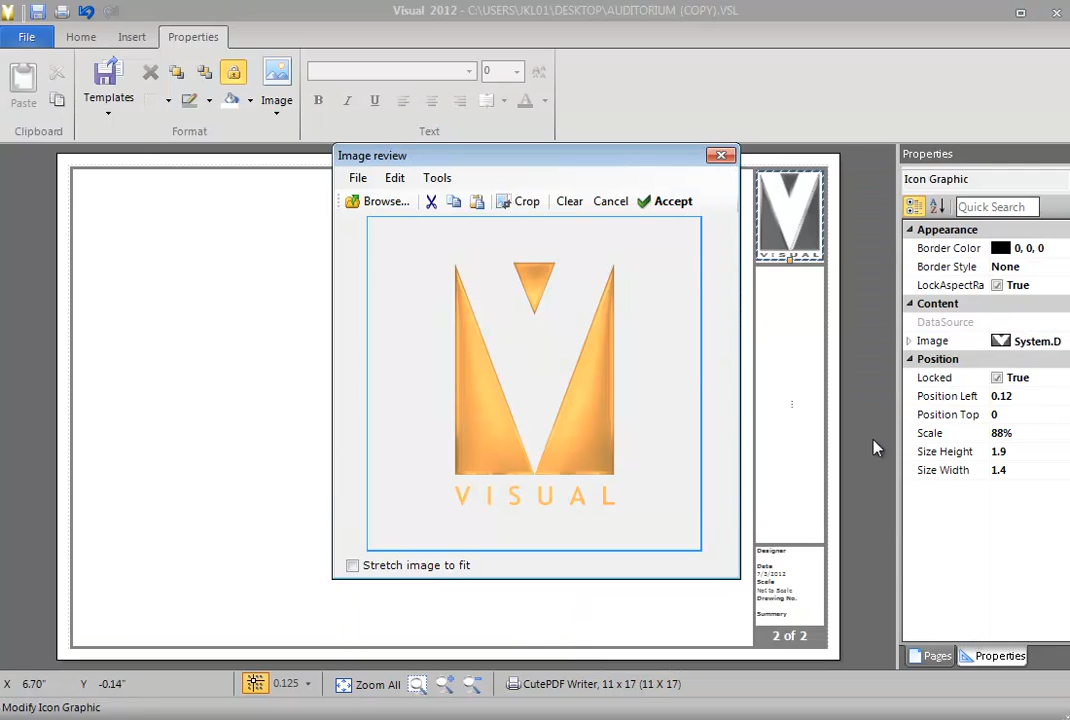 Visual 2012 - C:\USERS\UKL01\DESKTOP\AUDITORIUM (COPY).VSL
File Home Insert Properties
Paste
Templates
Image
0
B I U A
Clipboard Format Text
Image review
File Edit Tools
Browse... Crop Clear Cancel Accept
VISUAL
Stretch image to fit
VISUAL
Designer
Date
7/3/2012
Scale
Not to Scale
Drawing No.
Summary
2 of 2
Properties
Icon Graphic
Quick Search
Appearance
Border Color 0, 0, 0
Border Style None
LockAspectRa True
Content
DataSource
Image System.D
Position
Locked True
Position Left 0.12
Position Top 0
Scale 88%
Size Height 1.9
Size Width 1.4
Pages Properties
X 6.70" Y -0.14" 0.125 Zoom All CutePDF Writer, 11 x 17 (11 X 17)
Modify Icon Graphic